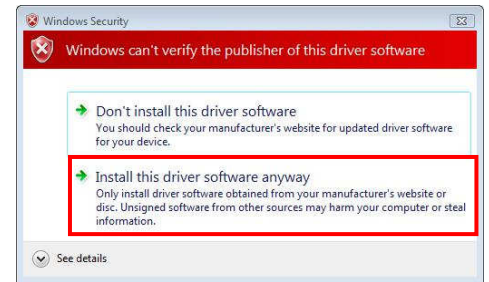 Windows Security
Windows can't verify the publisher of this driver software
Don't install this driver software
You should check your manufacturer's website for updated driver software
for your device.
Install this driver software anyway
Only install driver software obtained from your manufacturer's website or
disc. Unsigned software from other sources may harm your computer or steal
information.
See details